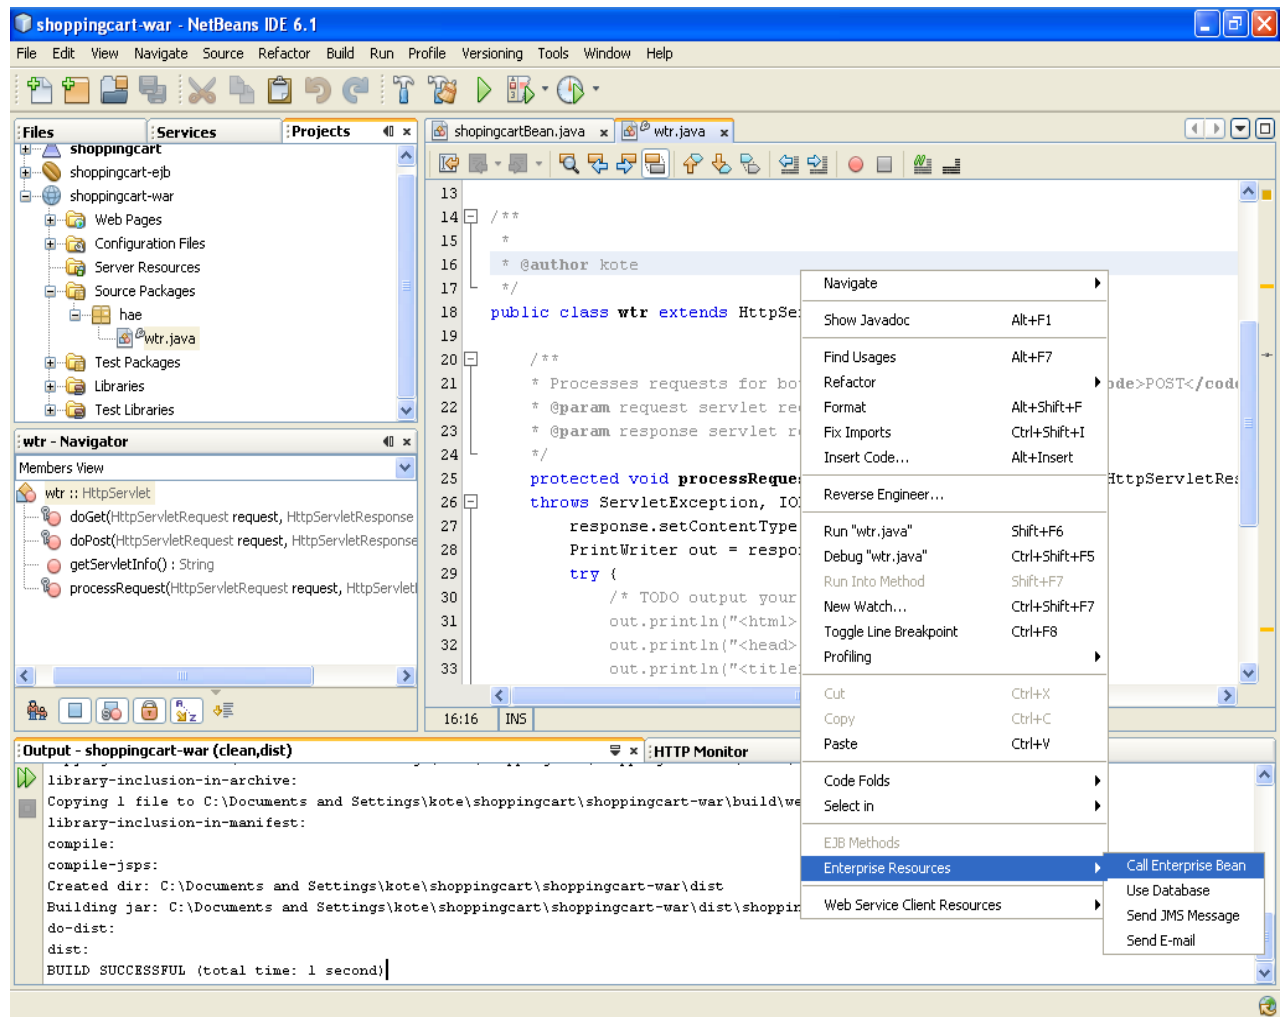 shoppingcart-war - NetBeans IDE 6.1
File Edit View Navigate Source Refactor Build Run Profile Versioning Tools Window Help
Files Services Projects
shoppingcart
shoppingcart-ejb
shoppingcart-war
Web Pages
Configuration Files
Server Resources
Source Packages
hae
wtr.java
Test Packages
Libraries
Test Libraries
wtr - Navigator
Members View
wtr :: HttpServlet
doGet(HttpServletRequest request, HttpServletResponse
doPost(HttpServletRequest request, HttpServletResponse
getServletInfo() : String
processRequest(HttpServletRequest request, HttpServletI
shopingcartBean.java wtr.java
13
14 /**
15 *
16 * @author kote
17 */
18 public class wtr extends HttpSe
19
20 /**
21 * Processes requests for bo ode>POST</code
22 * @param request servlet re
23 * @param response servlet r
24 */
25 protected void processReque HttpServletRes
26 throws ServletException, IO
27 response.setContentType
28 PrintWriter out = respo
29 try {
30 /* TODO output your
31 out.println("<html>
32 out.println("<head>
33 out.println("<title
16:16 INS
Navigate
Show Javadoc Alt+F1
Find Usages Alt+F7
Refactor
Format Alt+Shift+F
Fix Imports Ctrl+Shift+I
Insert Code... Alt+Insert
Reverse Engineer...
Run "wtr.java" Shift+F6
Debug "wtr.java" Ctrl+Shift+F5
Run Into Method Shift+F7
New Watch... Ctrl+Shift+F7
Toggle Line Breakpoint Ctrl+F8
Profiling
Cut Ctrl+X
Copy Ctrl+C
Paste Ctrl+V
Code Folds
Select in
EJB Methods
Enterprise Resources
Web Service Client Resources
Call Enterprise Bean
Use Database
Send JMS Message
Send E-mail
Output - shoppingcart-war (clean,dist) HTTP Monitor
library-inclusion-in-archive:
Copying 1 file to C:\Documents and Settings\kote\shoppingcart\shoppingcart-war\build\we
library-inclusion-in-manifest:
compile:
compile-jsps:
Created dir: C:\Documents and Settings\kote\shoppingcart\shoppingcart-war\dist
Building jar: C:\Documents and Settings\kote\shoppingcart\shoppingcart-war\dist\shoppin
do-dist:
dist:
BUILD SUCCESSFUL (total time: 1 second)